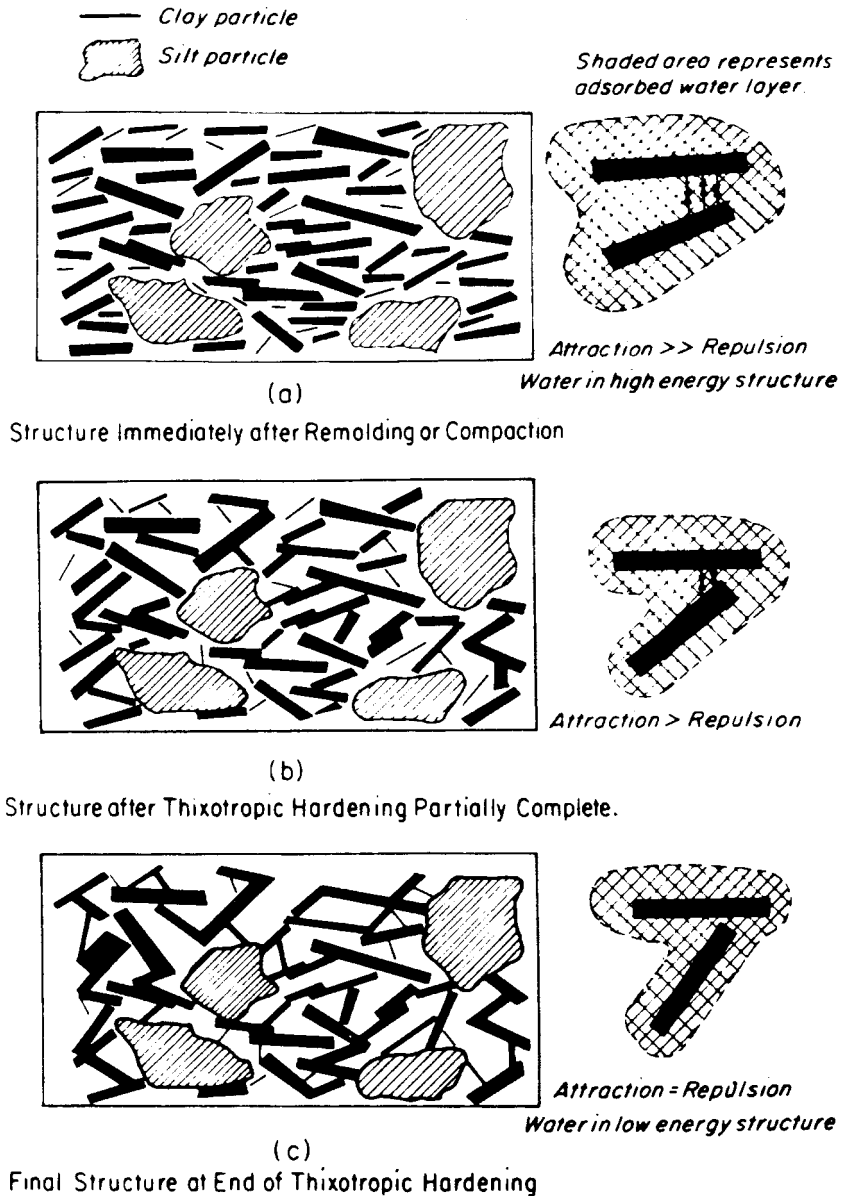 Clay particle
Silt particle
Shaded area represents
adsorbed water layer.
Attraction >> Repulsion
Water in high energy structure
(a)
Structure Immediately after Remolding or Compaction
Attraction > Repulsion
(b)
Structure after Thixotropic Hardening Partially Complete.
Attraction = Repulsion
Water in low energy structure
(c)
Final Structure at End of Thixotropic Hardening